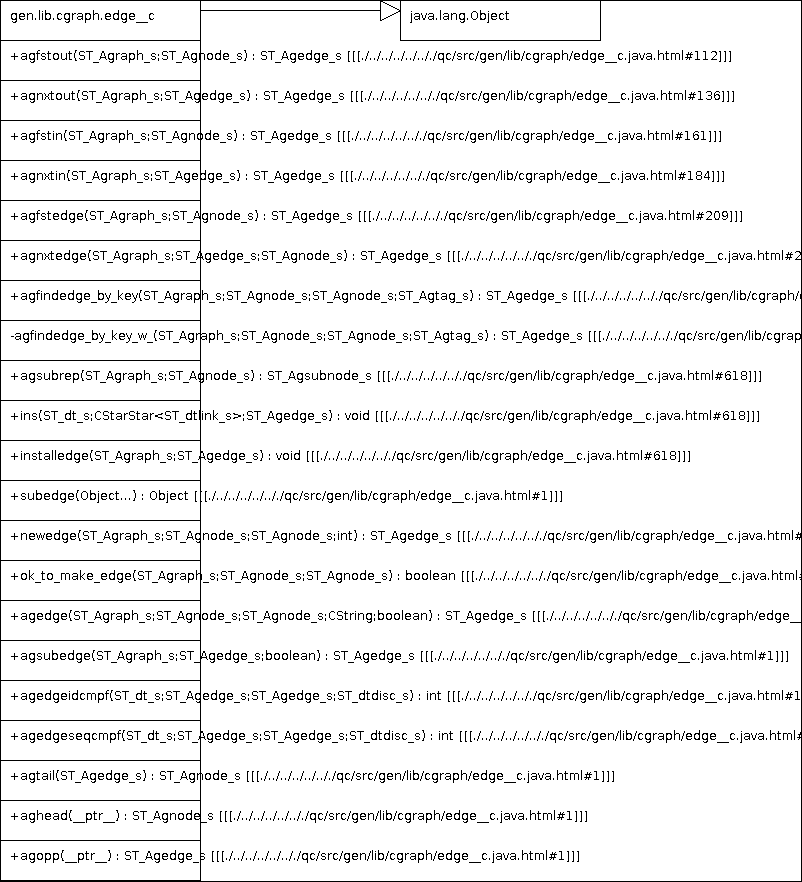 gen.lib.cgraph.edge__c
java.lang.Object
+agfstout(ST_Agraph_s;ST_Agnode_s) : ST_Agedge_s [[[./../../../../../qc/src/gen/lib/cgraph/edge__c.java.html#112]]]
+agnxtout(ST_Agraph_s;ST_Agedge_s) : ST_Agedge_s [[[./../../../../../qc/src/gen/lib/cgraph/edge__c.java.html#136]]]
+agfstin(ST_Agraph_s;ST_Agnode_s) : ST_Agedge_s [[[./../../../../../qc/src/gen/lib/cgraph/edge__c.java.html#161]]]
+agnxtin(ST_Agraph_s;ST_Agedge_s) : ST_Agedge_s [[[./../../../../../qc/src/gen/lib/cgraph/edge__c.java.html#184]]]
+agfstedge(ST_Agraph_s;ST_Agnode_s) : ST_Agedge_s [[[./../../../../../qc/src/gen/lib/cgraph/edge__c.java.html#209]]]
+agnxtedge(ST_Agraph_s;ST_Agedge_s;ST_Agnode_s) : ST_Agedge_s [[[./../../../../../qc/src/gen/lib/cgraph/edge__c.java.html#2
+agfindedge_by_key(ST_Agraph_s;ST_Agnode_s;ST_Agnode_s;ST_Agtag_s) : ST_Agedge_s [[[./../../../../../qc/src/gen/lib/cgraph/
-agfindedge_by_key_w_(ST_Agraph_s;ST_Agnode_s;ST_Agnode_s;ST_Agtag_s) : ST_Agedge_s [[[./../../../../../qc/src/gen/lib/cgrap
+agsubrep(ST_Agraph_s;ST_Agnode_s) : ST_Agsubnode_s [[[./../../../../../qc/src/gen/lib/cgraph/edge__c.java.html#618]]]
+ins(ST_dt_s;CStarStar<ST_dtlink_s>;ST_Agedge_s) : void [[[./../../../../../qc/src/gen/lib/cgraph/edge__c.java.html#618]]]
+installedge(ST_Agraph_s;ST_Agedge_s) : void [[[./../../../../../qc/src/gen/lib/cgraph/edge__c.java.html#618]]]
+subedge(Object...) : Object [[[./../../../../../qc/src/gen/lib/cgraph/edge__c.java.html#1]]]
+newedge(ST_Agraph_s;ST_Agnode_s;ST_Agnode_s;int) : ST_Agedge_s [[[./../../../../../qc/src/gen/lib/cgraph/edge__c.java.html#
+ok_to_make_edge(ST_Agraph_s;ST_Agnode_s;ST_Agnode_s) : boolean [[[./../../../../../qc/src/gen/lib/cgraph/edge__c.java.html#
+agedge(ST_Agraph_s;ST_Agnode_s;ST_Agnode_s;CString;boolean) : ST_Agedge_s [[[./../../../../../qc/src/gen/lib/cgraph/edge__
+agsubedge(ST_Agraph_s;ST_Agedge_s;boolean) : ST_Agedge_s [[[./../../../../../qc/src/gen/lib/cgraph/edge__c.java.html#1]]]
+agedgeidcmpf(ST_dt_s;ST_Agedge_s;ST_Agedge_s;ST_dtdisc_s) : int [[[./../../../../../qc/src/gen/lib/cgraph/edge__c.java.html#1
+agedgeseqcmpf(ST_dt_s;ST_Agedge_s;ST_Agedge_s;ST_dtdisc_s) : int [[[./../../../../../qc/src/gen/lib/cgraph/edge__c.java.html#
+agtail(ST_Agedge_s) : ST_Agnode_s [[[./../../../../../qc/src/gen/lib/cgraph/edge__c.java.html#1]]]
+aghead(__ptr__) : ST_Agnode_s [[[./../../../../../qc/src/gen/lib/cgraph/edge__c.java.html#1]]]
+agopp(__ptr__) : ST_Agedge_s [[[./../../../../../qc/src/gen/lib/cgraph/edge__c.java.html#1]]]